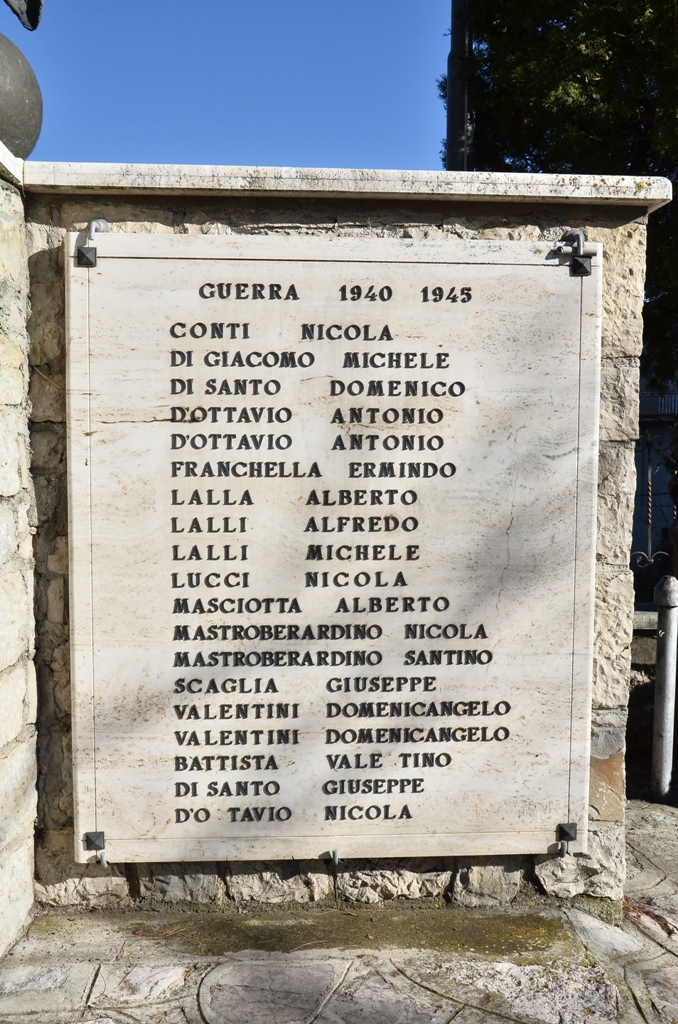 GUERRA 1940 1945
CONTI NICOLA
DI GIACOMO MICHELE
DI SANTO DOMENICO
D'OTTAVIO ANTONIO
D'OTTAVIO ANTONIO
FRANCHELLA ERMINDO
LALLA ALBERTO
LALLI ALFREDO
LALLI MICHELE
LUCCI NICOLA
MASCIOTTA ALBERTO
MASTROBERARDINO NICOLA
MASTROBERARDINO SANTINO
SCAGLIA GIUSEPPE
VALENTINI DOMENICANGELO
VALENTINI DOMENICANGELO
BATTISTA VALE TINO
DI SANTO GIUSEPPE
D'O TAVIO NICOLA